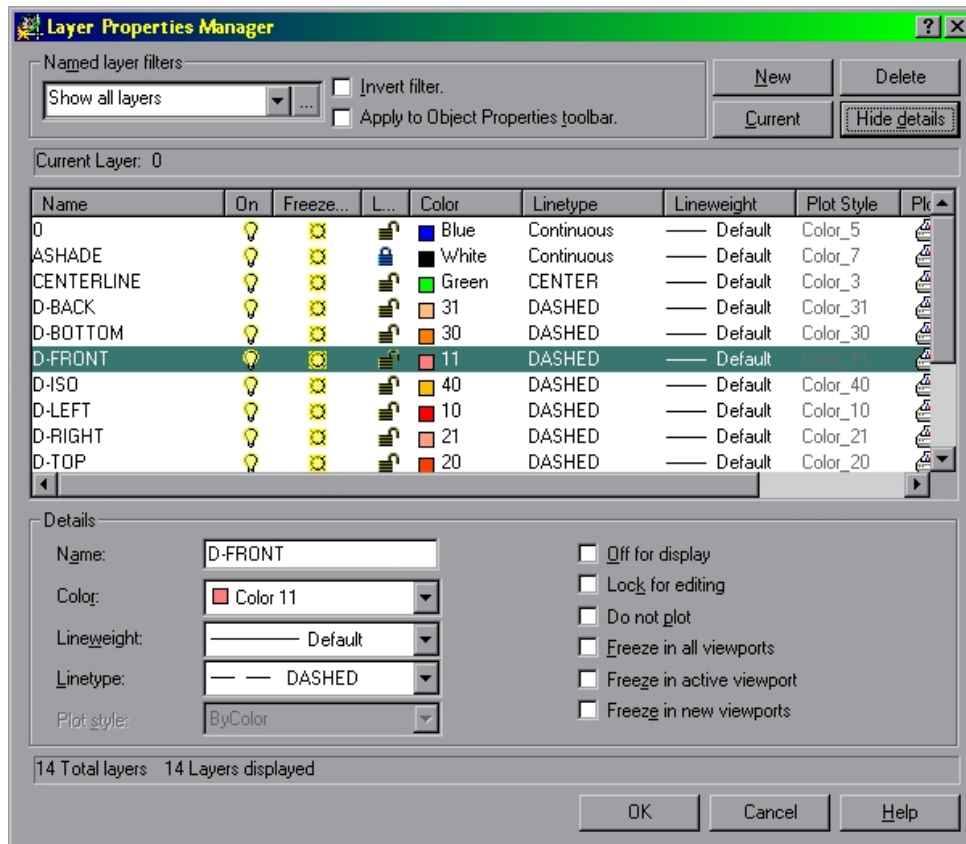 Layer Properties Manager
Named layer filters
Show all layers
...
Invert filter.
Apply to Object Properties toolbar.
New
Delete
Current
Hide details
Current Layer: 0
Name On Freeze... L... Color Linetype Lineweight Plot Style Plo
0 Blue Continuous Default Color_5
ASHADE White Continuous Default Color_7
CENTERLINE Green CENTER Default Color_3
D-BACK 31 DASHED Default Color_31
D-BOTTOM 30 DASHED Default Color_30
D-FRONT 11 DASHED Default Color_11
D-ISO 40 DASHED Default Color_40
D-LEFT 10 DASHED Default Color_10
D-RIGHT 21 DASHED Default Color_21
D-TOP 20 DASHED Default Color_20
Details
Name: D-FRONT
Color: Color 11
Lineweight: Default
Linetype: DASHED
Plot style: ByColor
Off for display
Lock for editing
Do not plot
Freeze in all viewports
Freeze in active viewport
Freeze in new viewports
14 Total layers 14 Layers displayed
OK Cancel Help